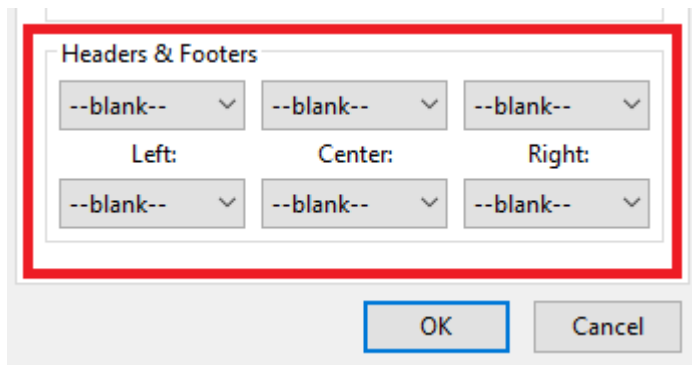 Headers & Footers
--blank-- --blank-- --blank--
Left: Center: Right:
--blank-- --blank-- --blank--
OK Cancel